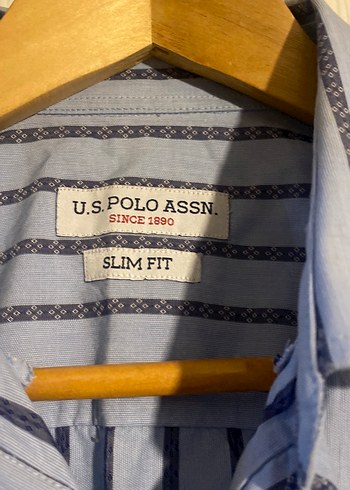 U.S. POLO ASSN.
SINCE 1890
SLIM FIT